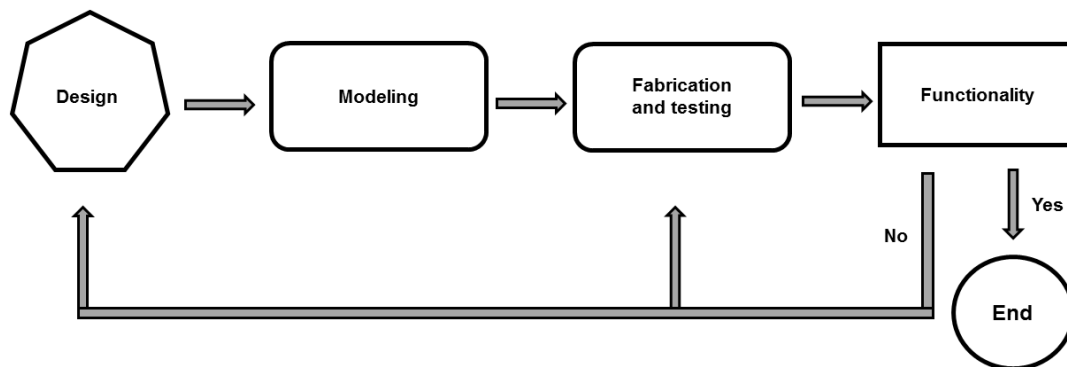 Design
Modeling
Fabrication
and testing
Functionality
No
Yes
End